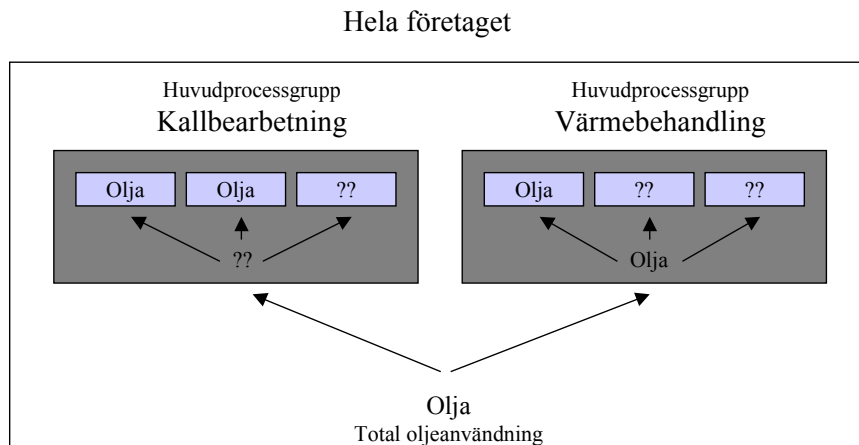 Hela företaget
Huvudprocessgrupp
Kallbearbetning
Huvudprocessgrupp
Värmebehandling
Olja Olja ??
??
Olja ?? ??
Olja
Olja
Total oljeanvändning